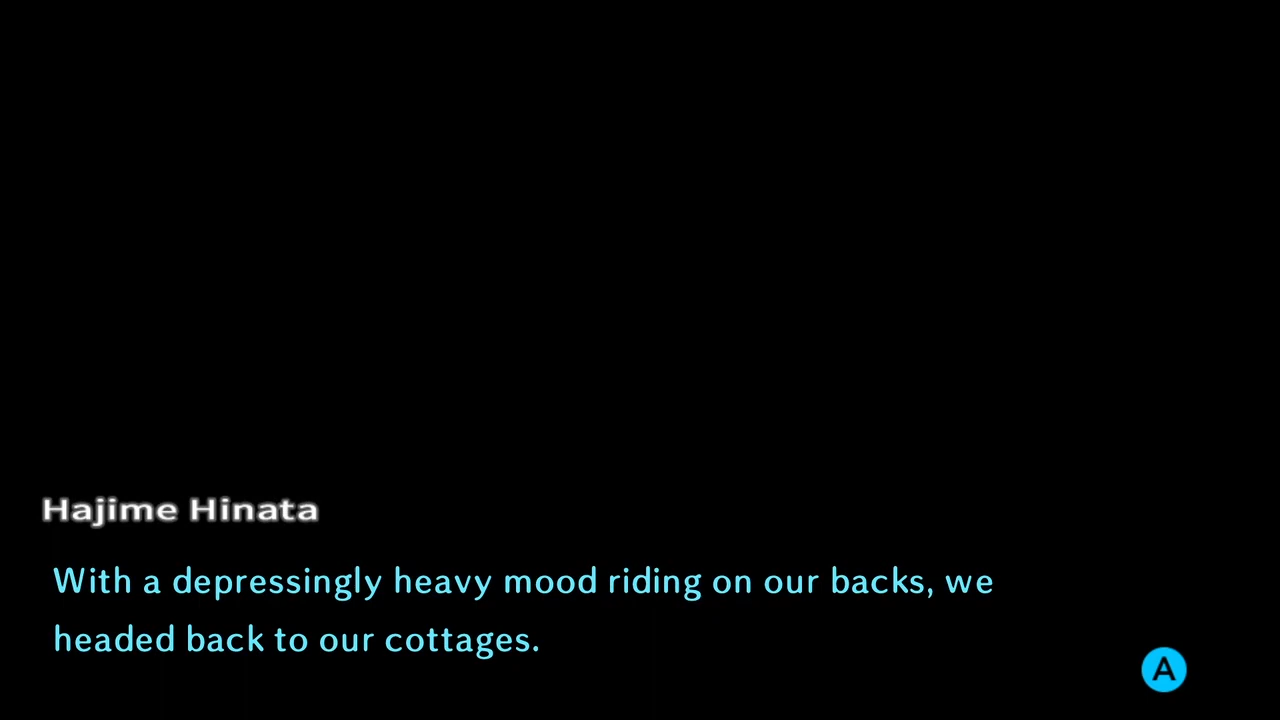 Hajime Hinata
With a depressingly heavy mood riding on our backs, we
headed back to our cottages.
A